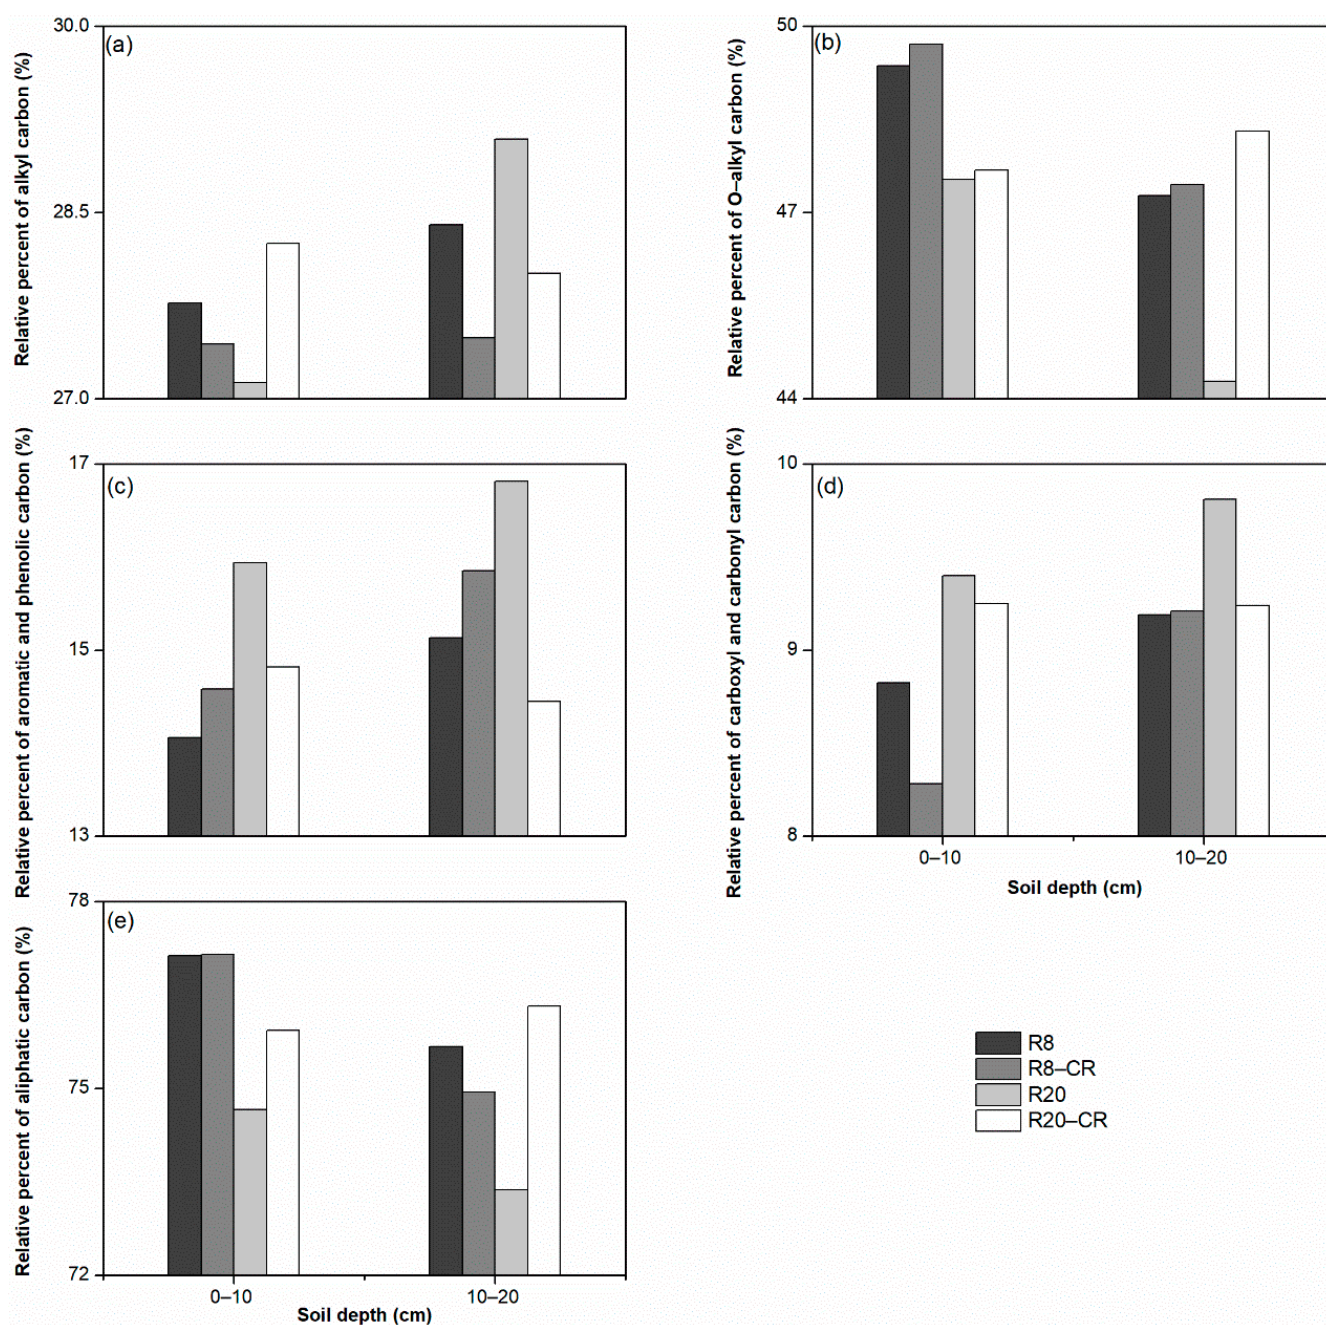 (a)
Relative percent of alkyl carbon (%)
30.0
28.5
27.0
(b)
Relative percent of O–alkyl carbon (%)
50
47
44
(c)
Relative percent of aromatic and phenolic carbon (%)
17
15
13
(d)
Relative percent of carboxyl and carbonyl carbon (%)
10
9
8
0–10
10–20
Soil depth (cm)
(e)
Relative percent of aliphatic carbon (%)
78
75
72
0–10
10–20
Soil depth (cm)
R8
R8–CR
R20
R20–CR